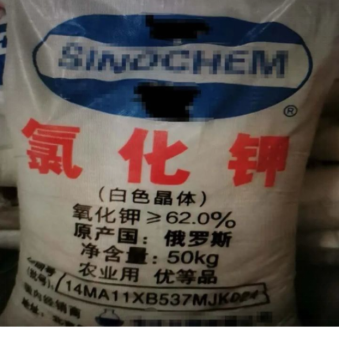 SINOCHEM
®
氯化钾
(白色晶体)
氧化钾≥62.0%
原产国：俄罗斯
净含量：50kg
农业用 优等品
14MA11XB537MJK004